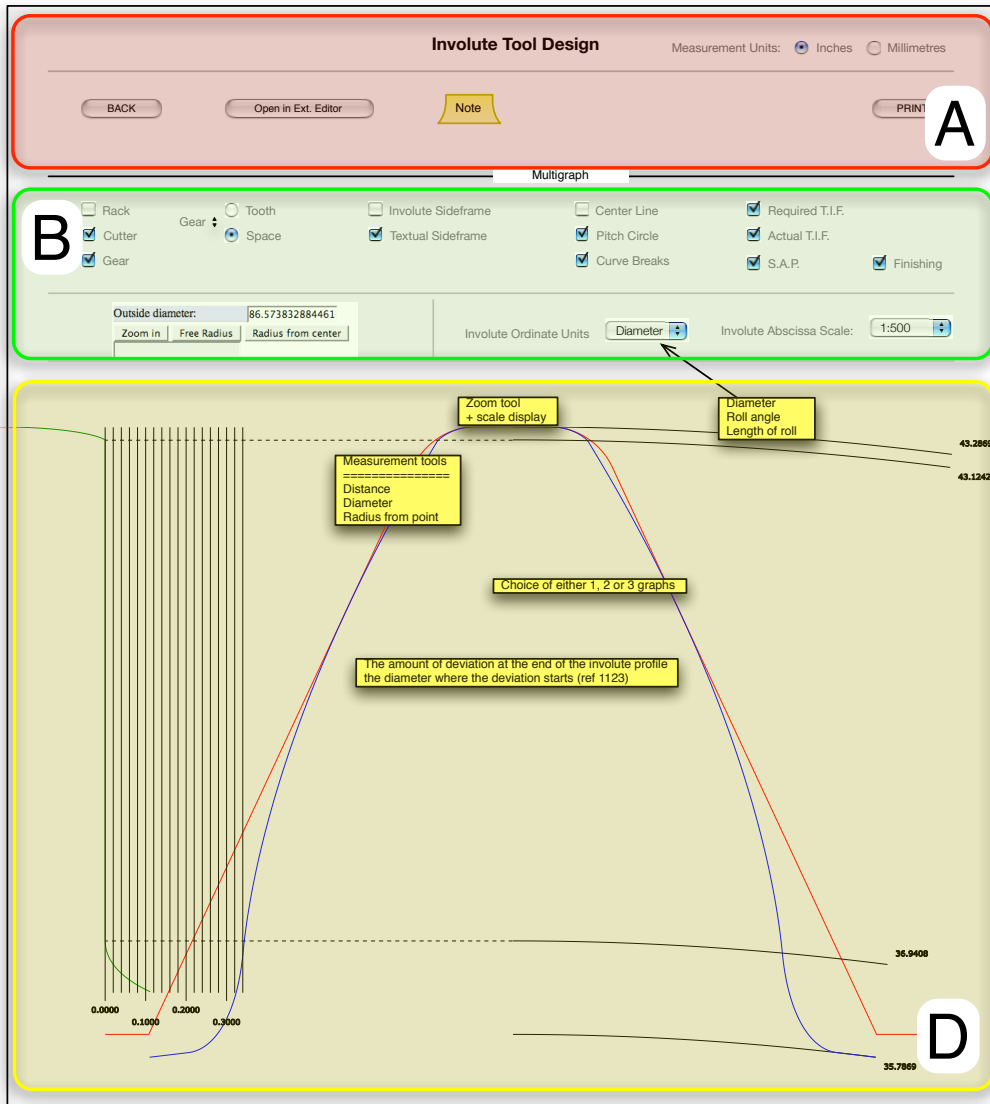 Involute Tool Design
Measurement Units: Inches Millimetres
BACK Open in Ext. Editor Note PRINT
A
Multigraph
B
Rack Tooth Involute Sideframe Center Line Required T.I.F.
Gear
Cutter Space Textual Sideframe Pitch Circle Actual T.I.F.
Gear Curve Breaks S.A.P. Finishing
Outside diameter: 86.573832884461
Zoom in Free Radius Radius from center
Involute Ordinate Units Diameter Involute Abscissa Scale: 1:500
Zoom tool
+ scale display
Diameter
Roll angle
Length of roll
43.2869
43.1242
Measurement tools
===============
Distance
Diameter
Radius from point
Choice of either 1, 2 or 3 graphs
The amount of deviation at the end of the involute profile
the diameter where the deviation starts (ref 1123)
36.9408
0.0000 0.2000
0.1000 0.3000
D
35.7869